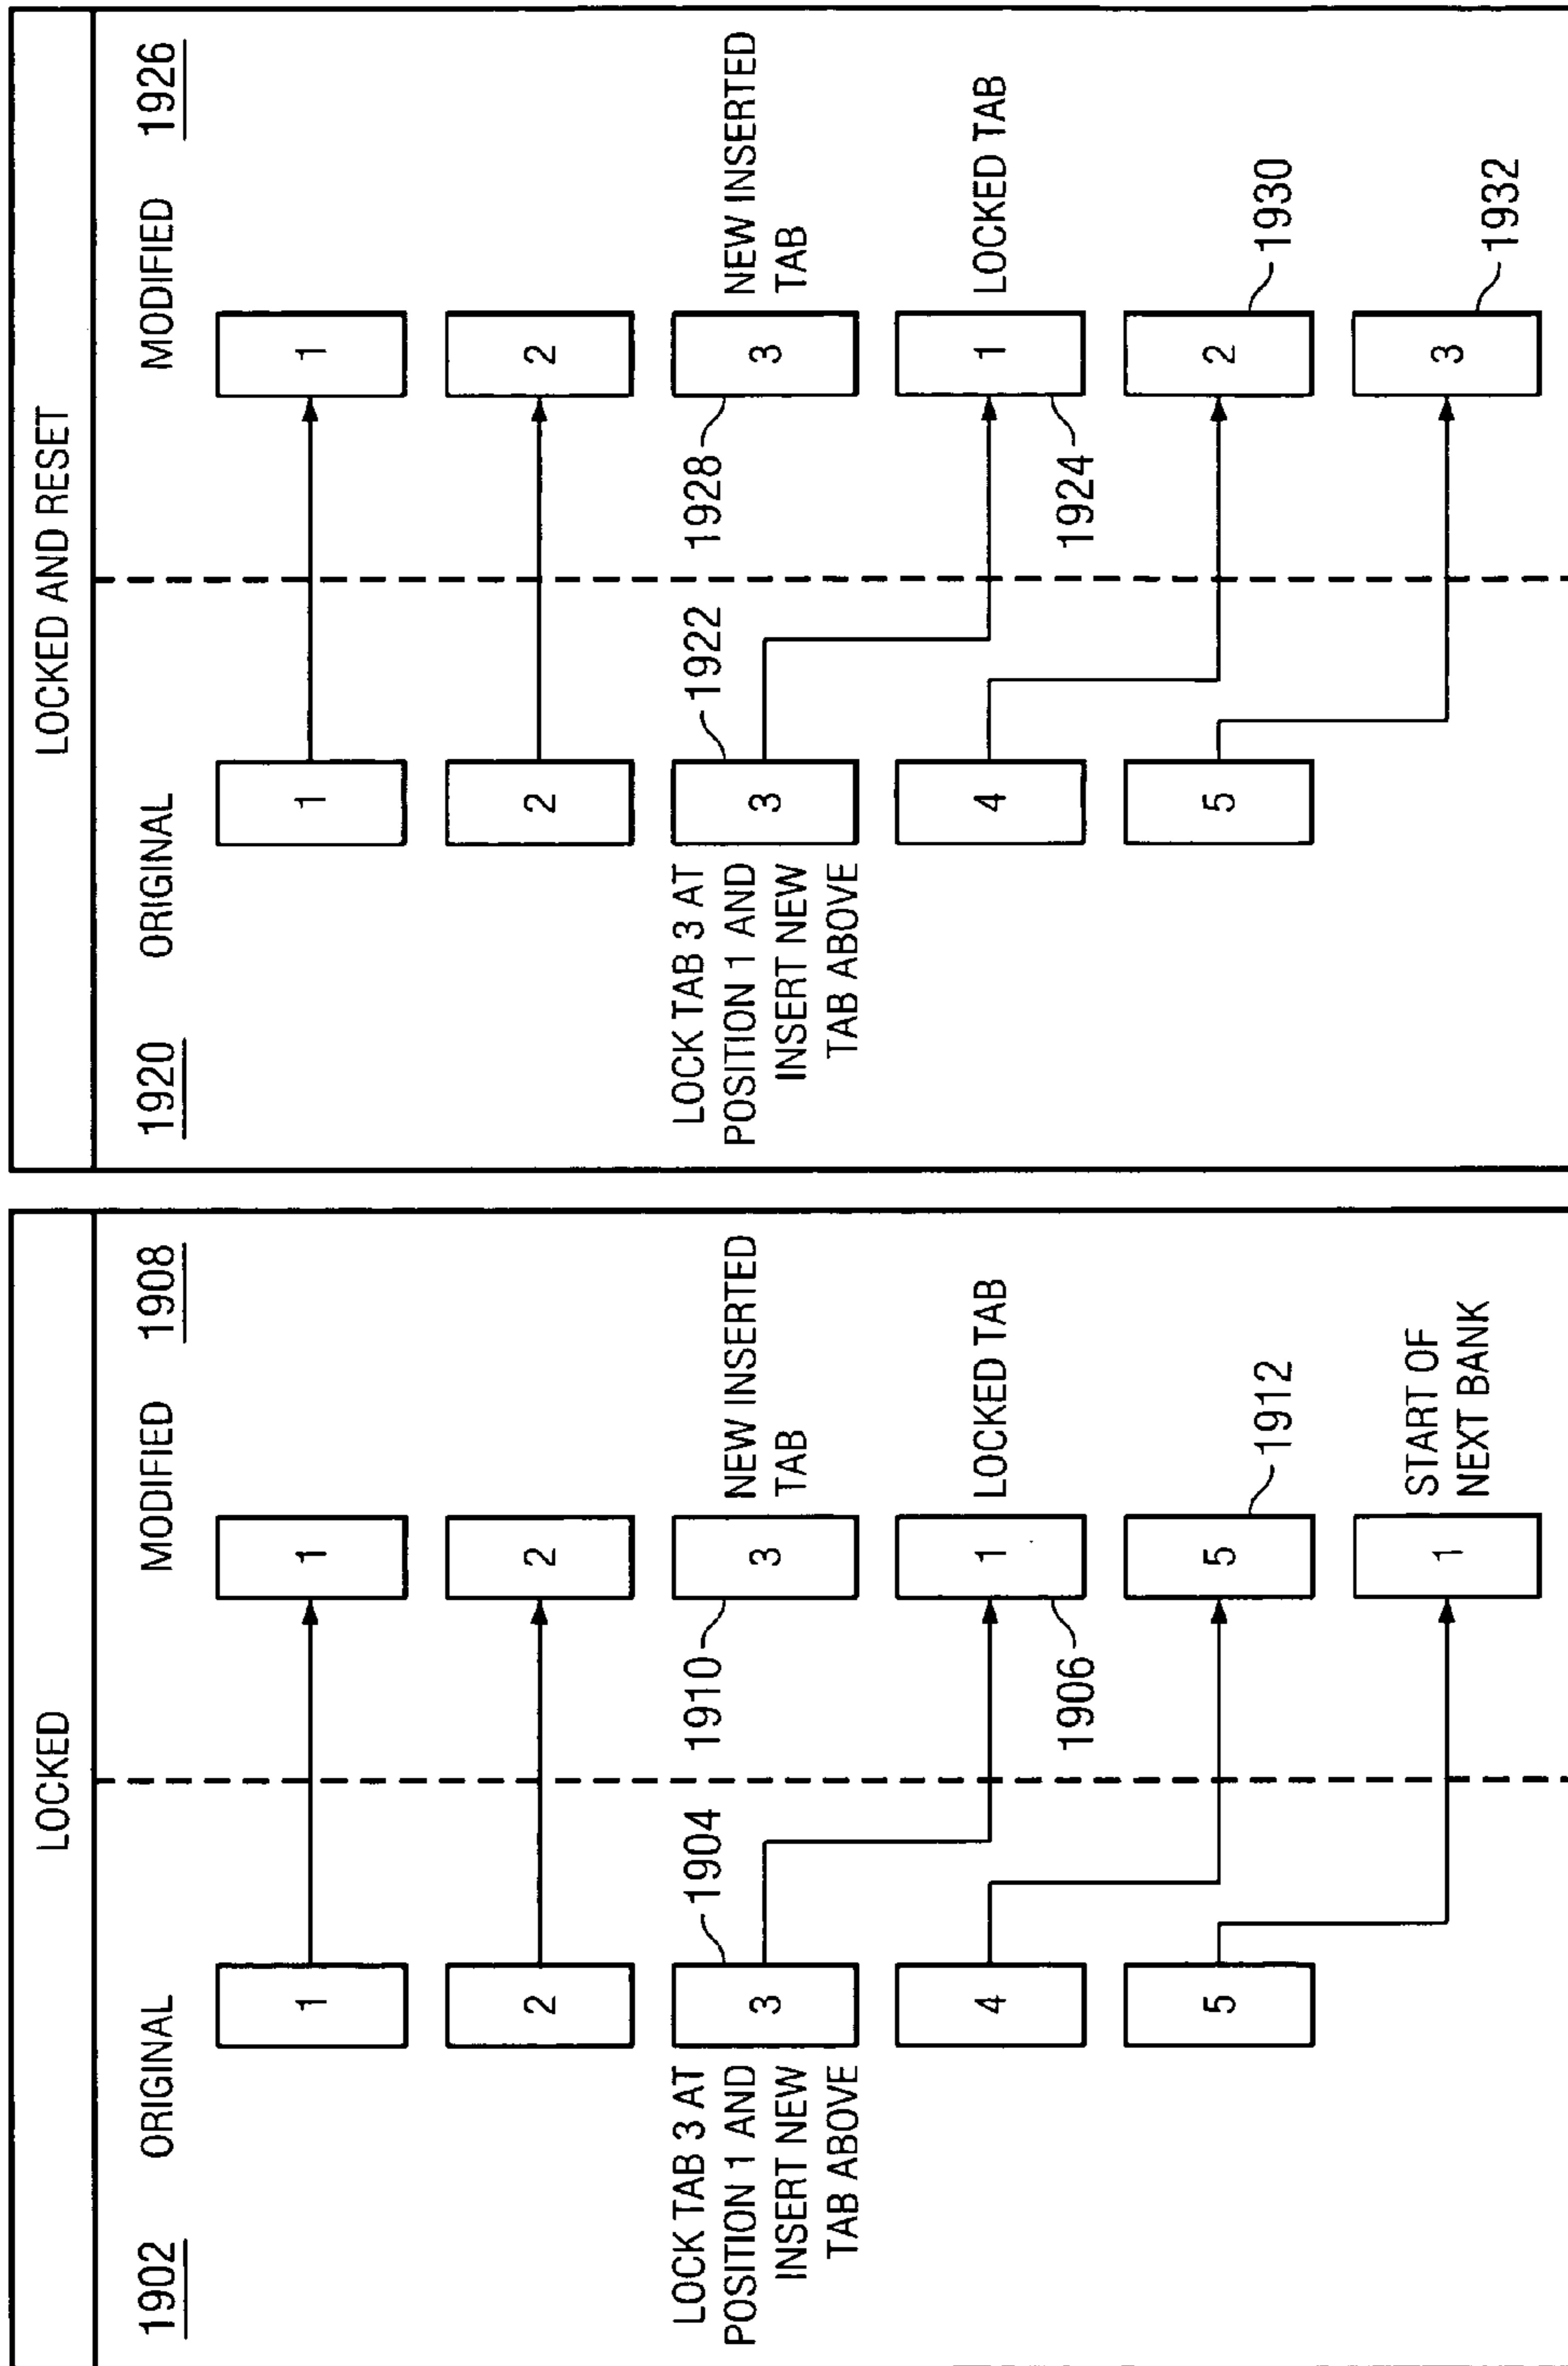 LOCKED
1902
ORIGINAL
MODIFIED
1908
1
1
2
2
LOCK TAB 3 AT
POSITION 1 AND
INSERT NEW
TAB ABOVE
3
1904
1910
3
NEW INSERTED
TAB
4
1
1906
LOCKED TAB
5
5
1912
1
START OF
NEXT BANK
LOCKED AND RESET
1920
ORIGINAL
MODIFIED
1926
1
1
2
2
LOCK TAB 3 AT
POSITION 1 AND
INSERT NEW
TAB ABOVE
3
1922
1928
3
NEW INSERTED
TAB
4
1
1924
LOCKED TAB
5
2
1930
3
1932